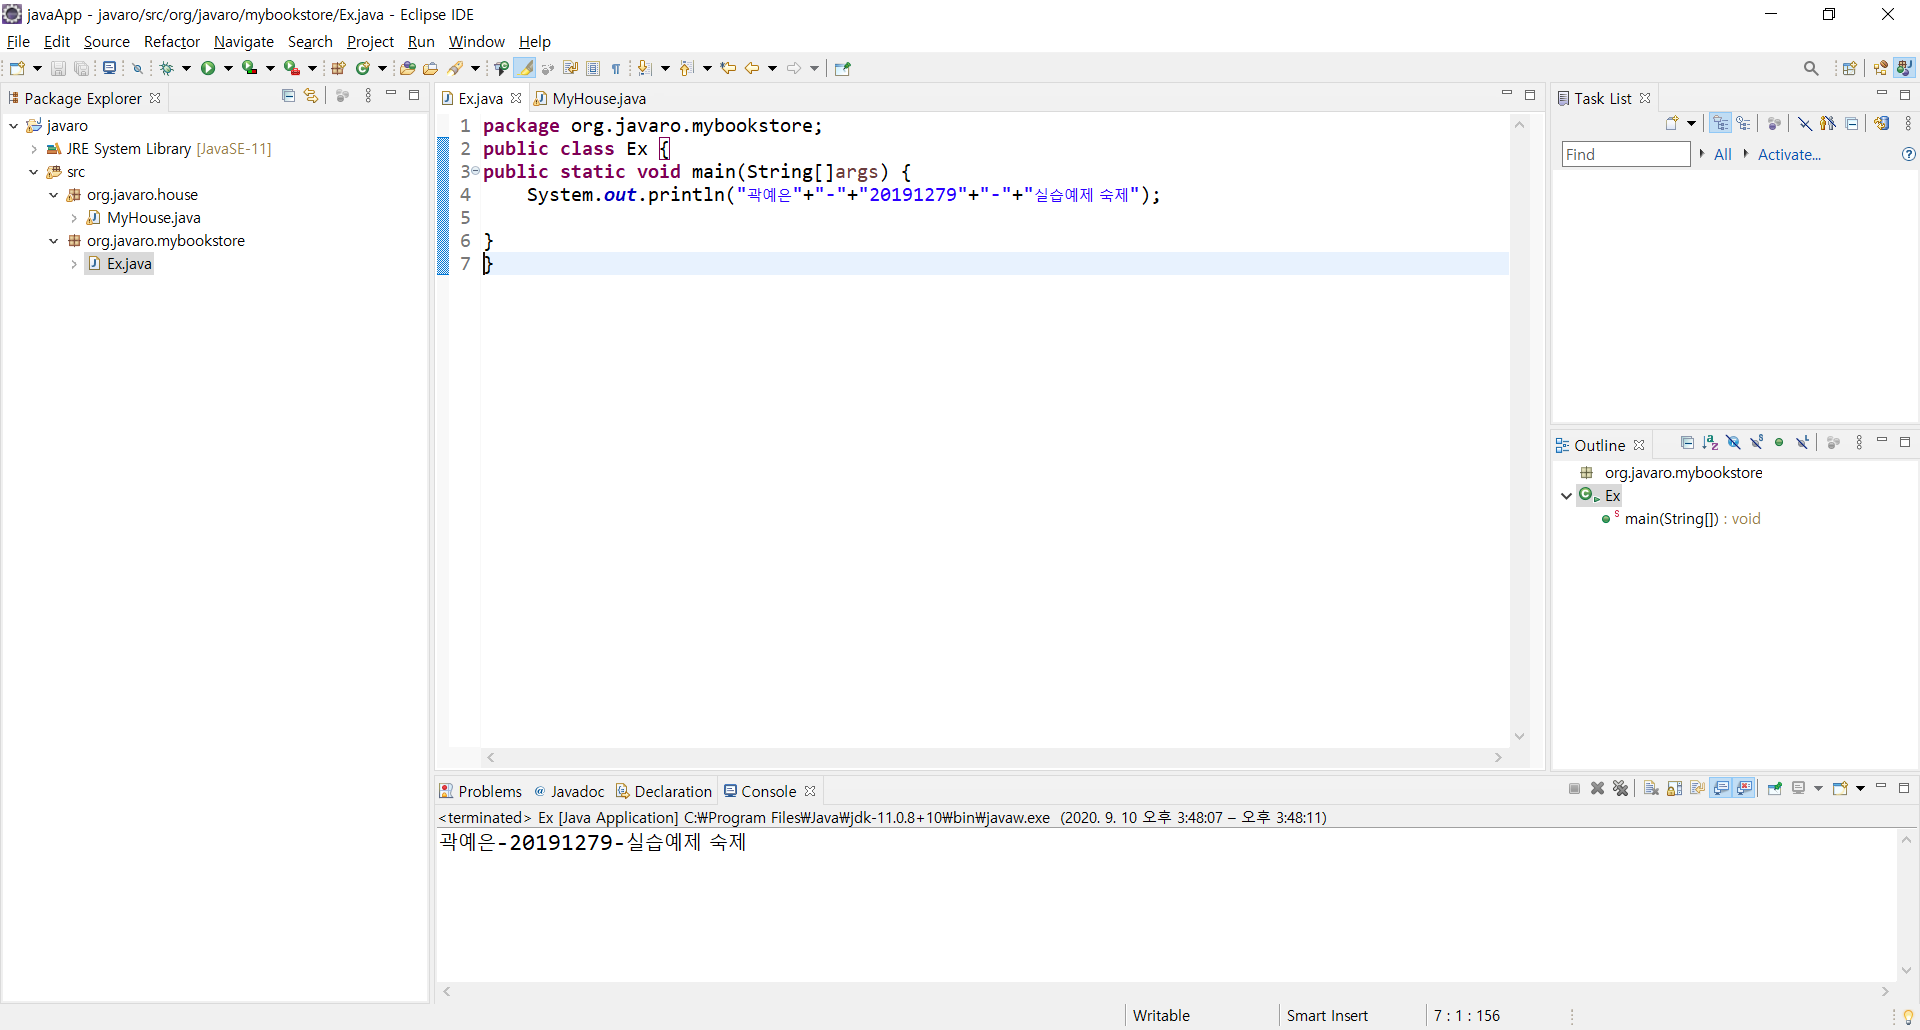 javaApp - javaro/src/org/javaro/mybookstore/Ex.java - Eclipse IDE
File Edit Source Refactor Navigate Search Project Run Window Help
Package Explorer
javaro
JRE System Library [JavaSE-11]
src
org.javaro.house
MyHouse.java
org.javaro.mybookstore
Ex.java
Ex.java MyHouse.java
1 package org.javaro.mybookstore;
2 public class Ex {
3 public static void main(String[]args) {
4 System.out.println("곽예은"+"-"+"20191279"+"-"+"실습예제 숙제");
5
6 }
7 }
Task List
Find All Activate...
Outline
org.javaro.mybookstore
Ex
main(String[]) : void
Problems Javadoc Declaration Console
<terminated> Ex [Java Application] C:₩Program Files₩Java₩jdk-11.0.8+10₩bin₩javaw.exe (2020. 9. 10 오후 3:48:07 – 오후 3:48:11)
곽예은-20191279-실습예제 숙제
Writable Smart Insert 7 : 1 : 156